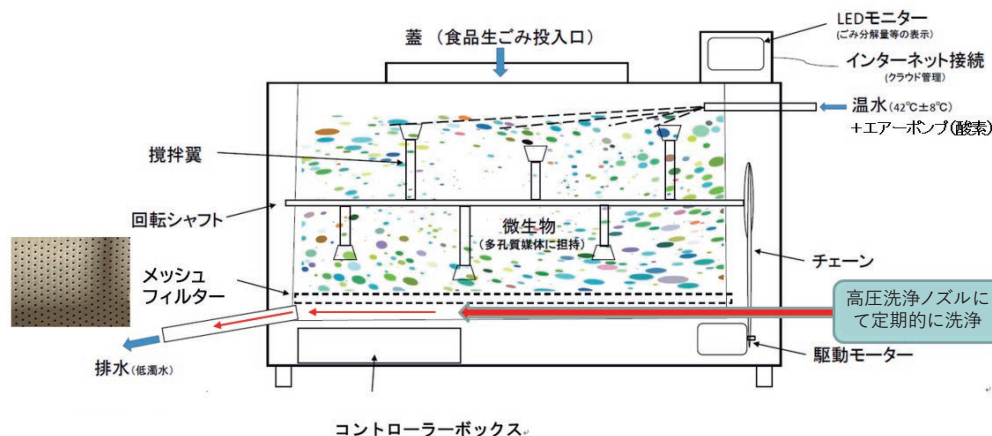 LEDモニター
(ごみ分解量等の表示)
蓋 （食品生ごみ投入口）
インターネット接続
(クラウド管理)
温水(42℃±8℃)
＋エアーポンプ(酸素)
撹拌翼
回転シャフト
微生物
(多孔質媒体に担持)
チェーン
メッシュ
フィルター
高圧洗浄ノズルに
て定期的に洗浄
駆動モーター
排水(低濁水)
コントローラーボックス